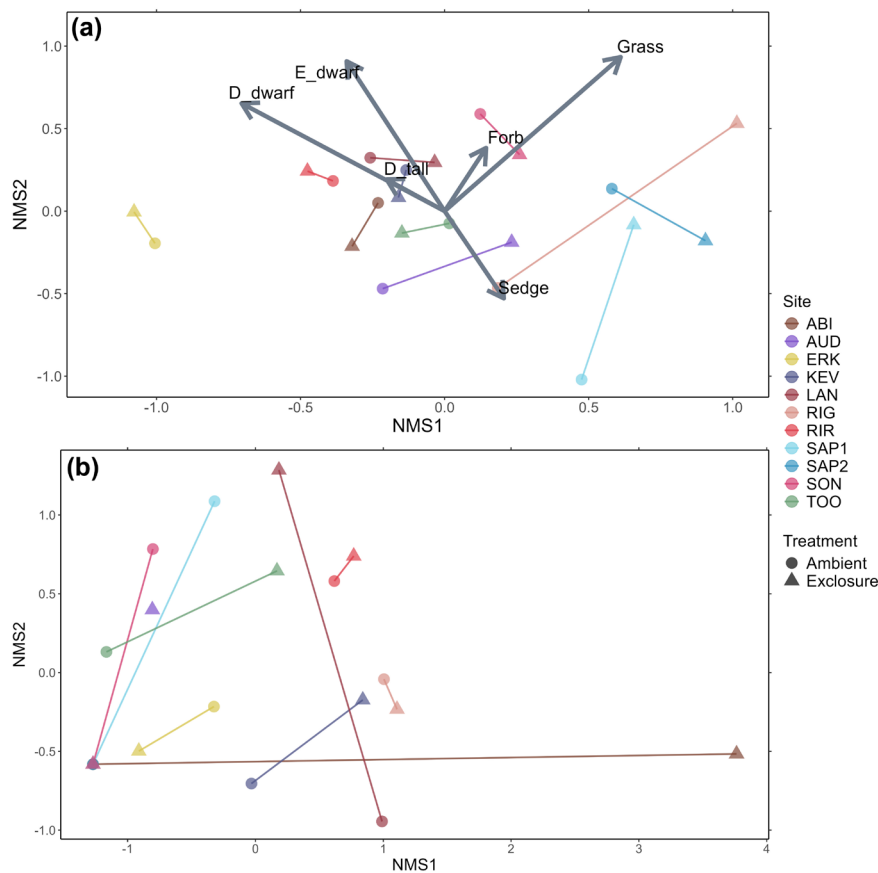 (a)
1.0
0.5
0.0
-0.5
-1.0
NMS2
Grass
E_dwarf
D_dwarf
Forb
D_tall
Sedge
-1.0 -0.5 0.0 0.5 1.0
NMS1
Site
ABI
AUD
ERK
KEV
LAN
RIG
RIR
SAP1
SAP2
SON
TOO
Treatment
Ambient
Exclosure
(b)
1.0
0.5
0.0
-0.5
-1.0
NMS2
-1 0 1 2 3 4
NMS1